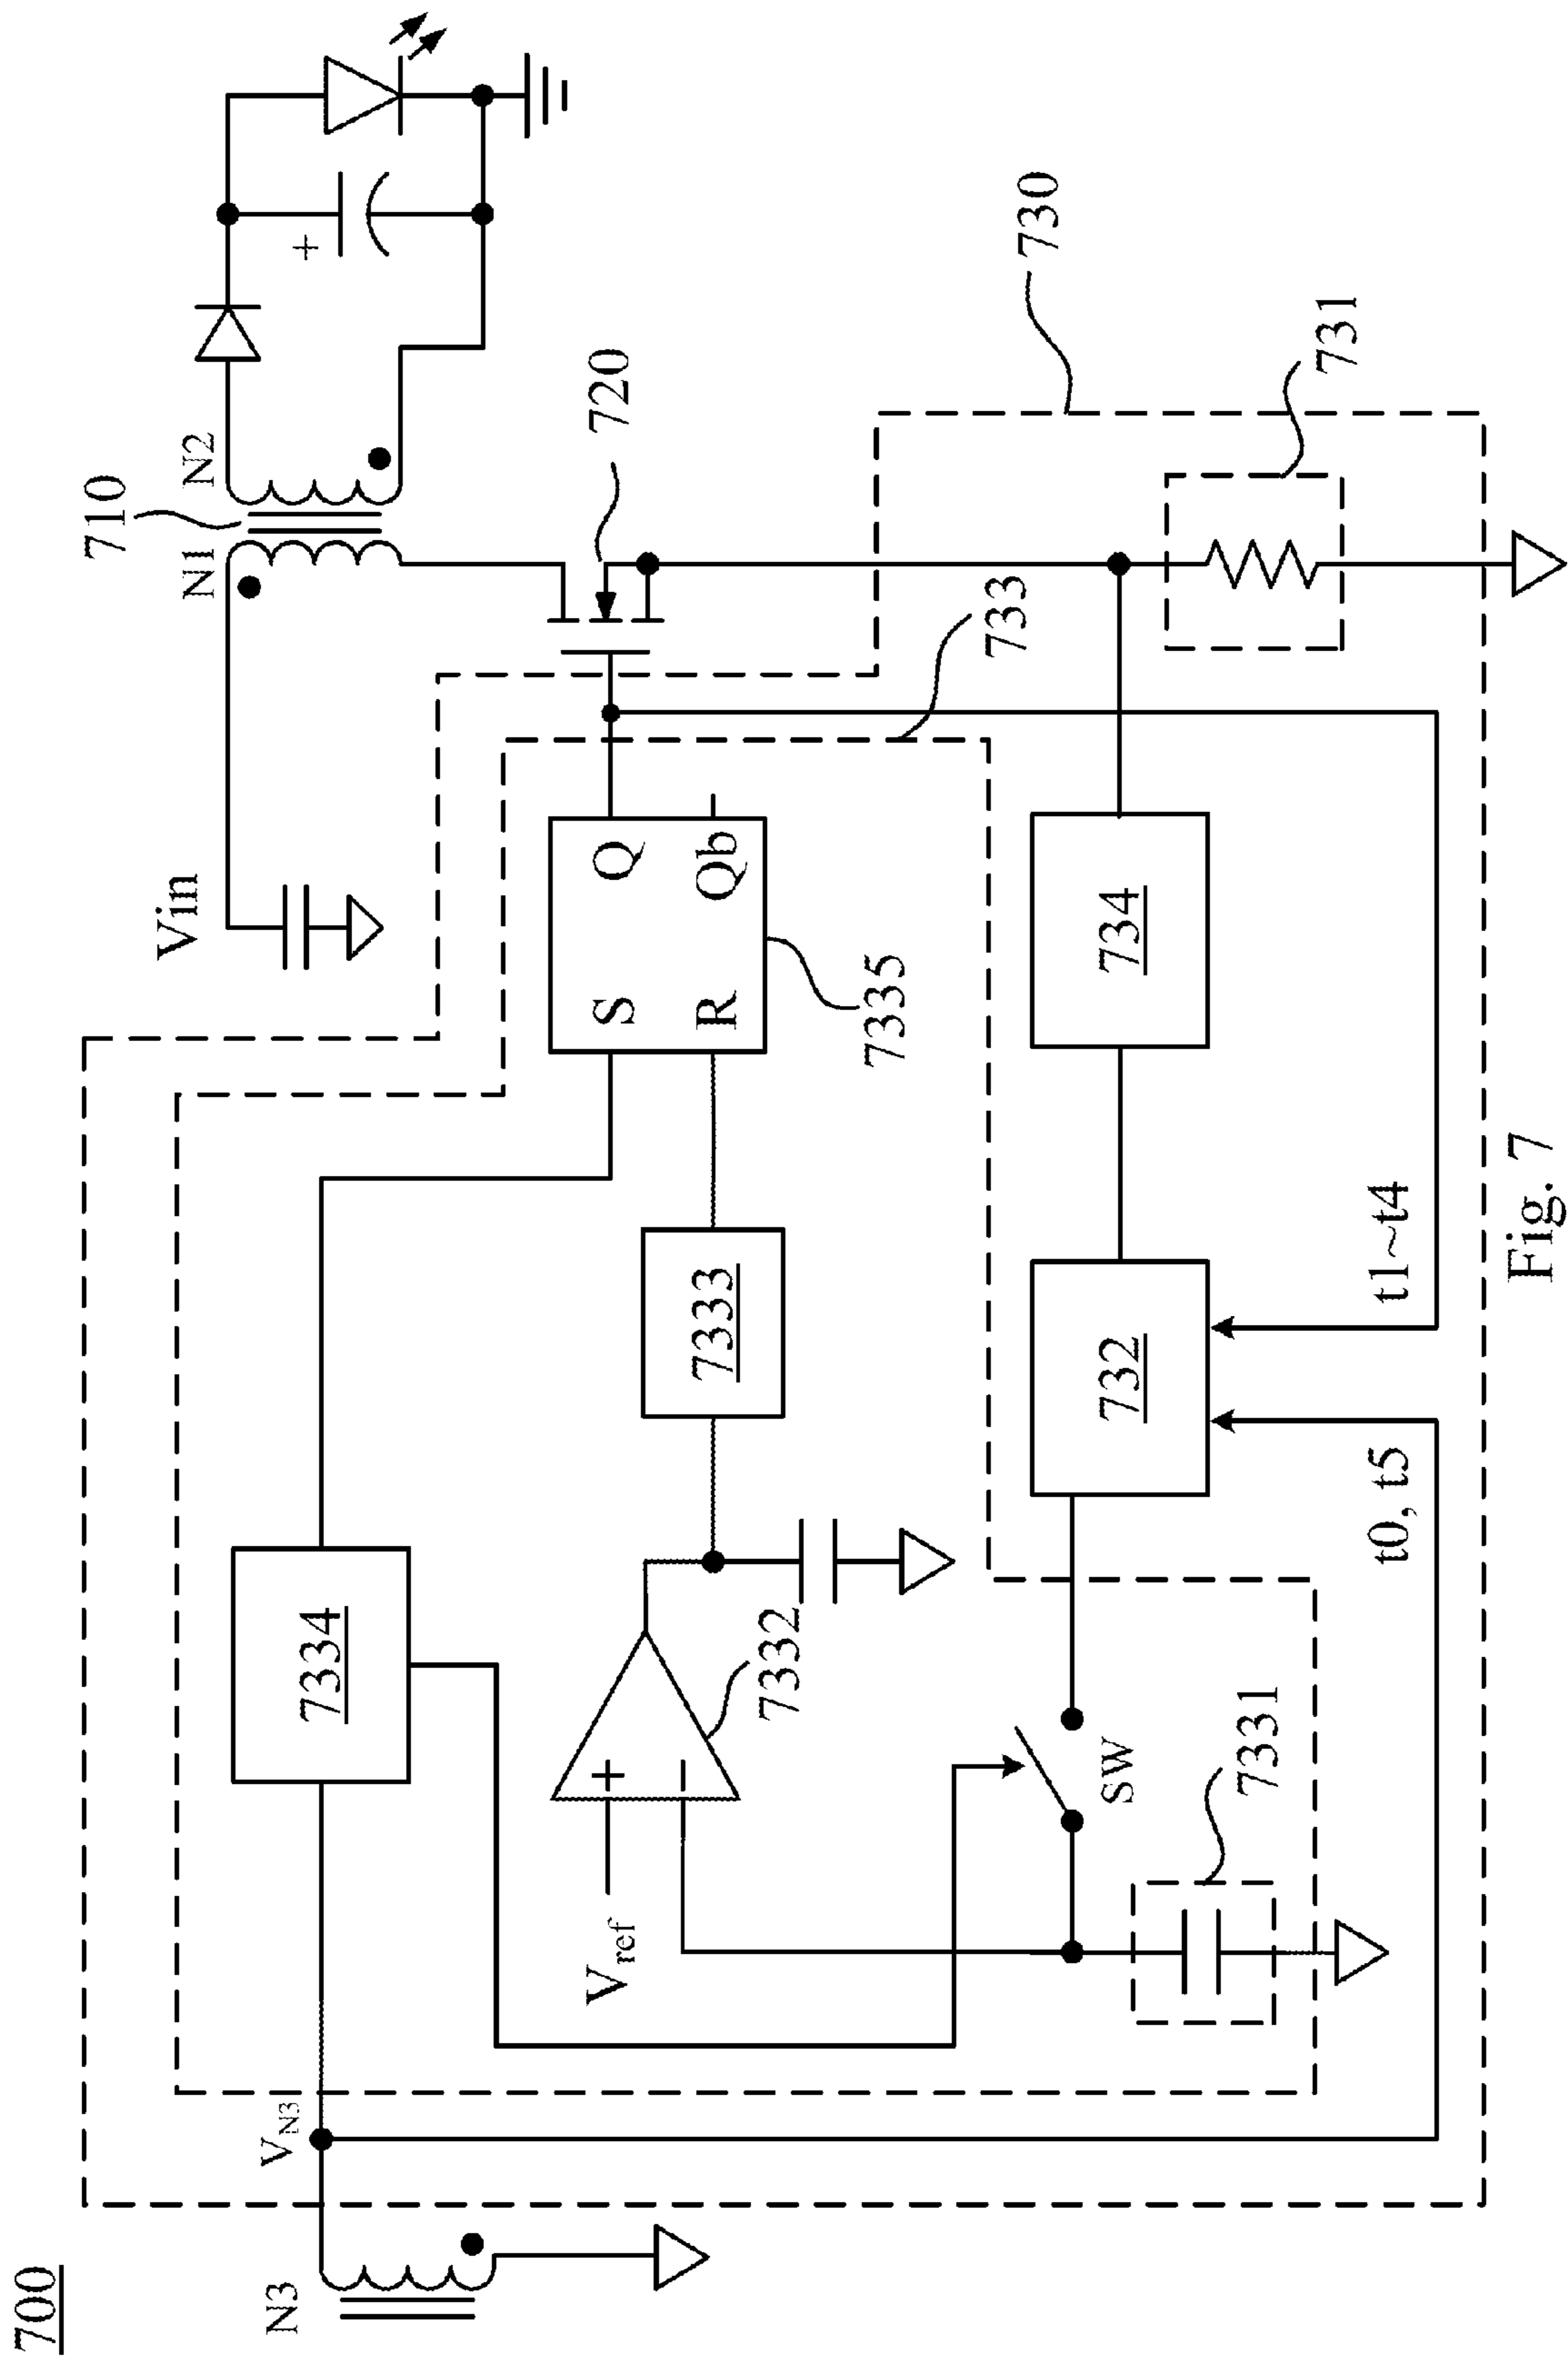 700
710
N1
N2
Vin
720
730
731
N3
VN3
7334
Vref
+
−
7332
7333
S
R
Q
Qb
7335
733
+
SW
7331
732
734
t0, t5
t1~t4
Fig. 7